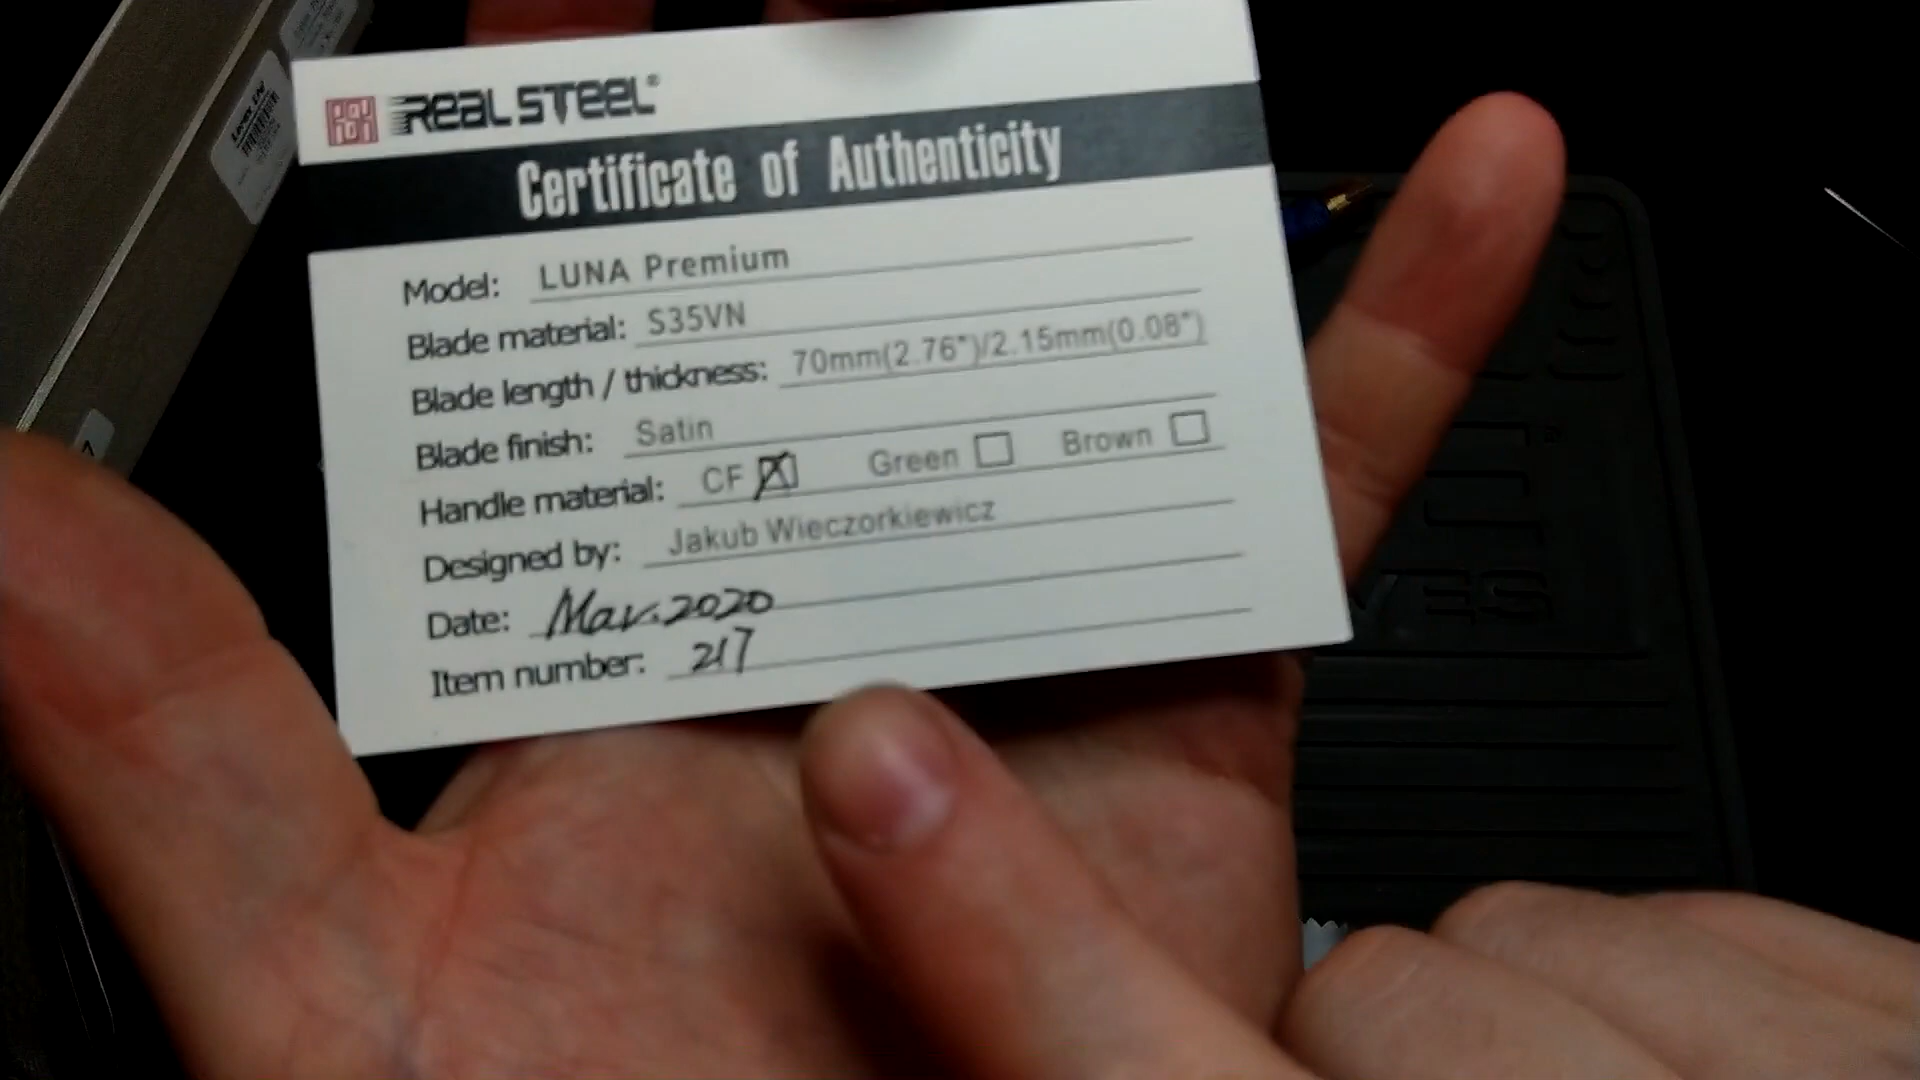 REAL STEEL®
Certificate of Authenticity
Model: LUNA Premium
Blade material: S35VN
Blade length / thickness: 70mm(2.76")/2.15mm(0.08")
Blade finish: Satin
Handle material: CF Green Brown
Designed by: Jakub Wieczorkiewicz
Date: Mar.2020
Item number: 217